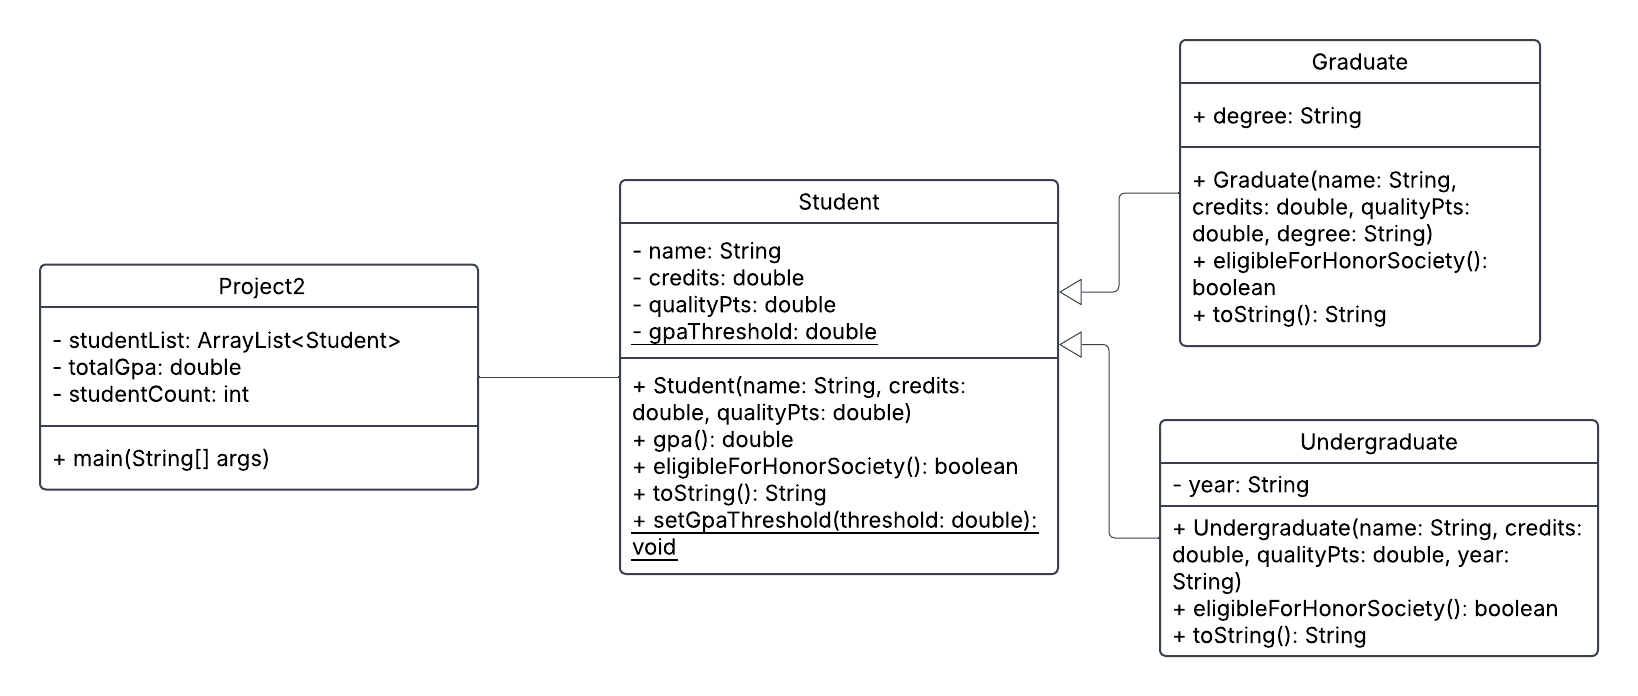 Project2
- studentList: ArrayList<Student>
- totalGpa: double
- studentCount: int
+ main(String[] args)
Student
- name: String
- credits: double
- qualityPts: double
- gpaThreshold: double
+ Student(name: String, credits:
double, qualityPts: double)
+ gpa(): double
+ eligibleForHonorSociety(): boolean
+ toString(): String
+ setGpaThreshold(threshold: double):
void
Graduate
+ degree: String
+ Graduate(name: String,
credits: double, qualityPts:
double, degree: String)
+ eligibleForHonorSociety():
boolean
+ toString(): String
Undergraduate
- year: String
+ Undergraduate(name: String, credits:
double, qualityPts: double, year:
String)
+ eligibleForHonorSociety(): boolean
+ toString(): String